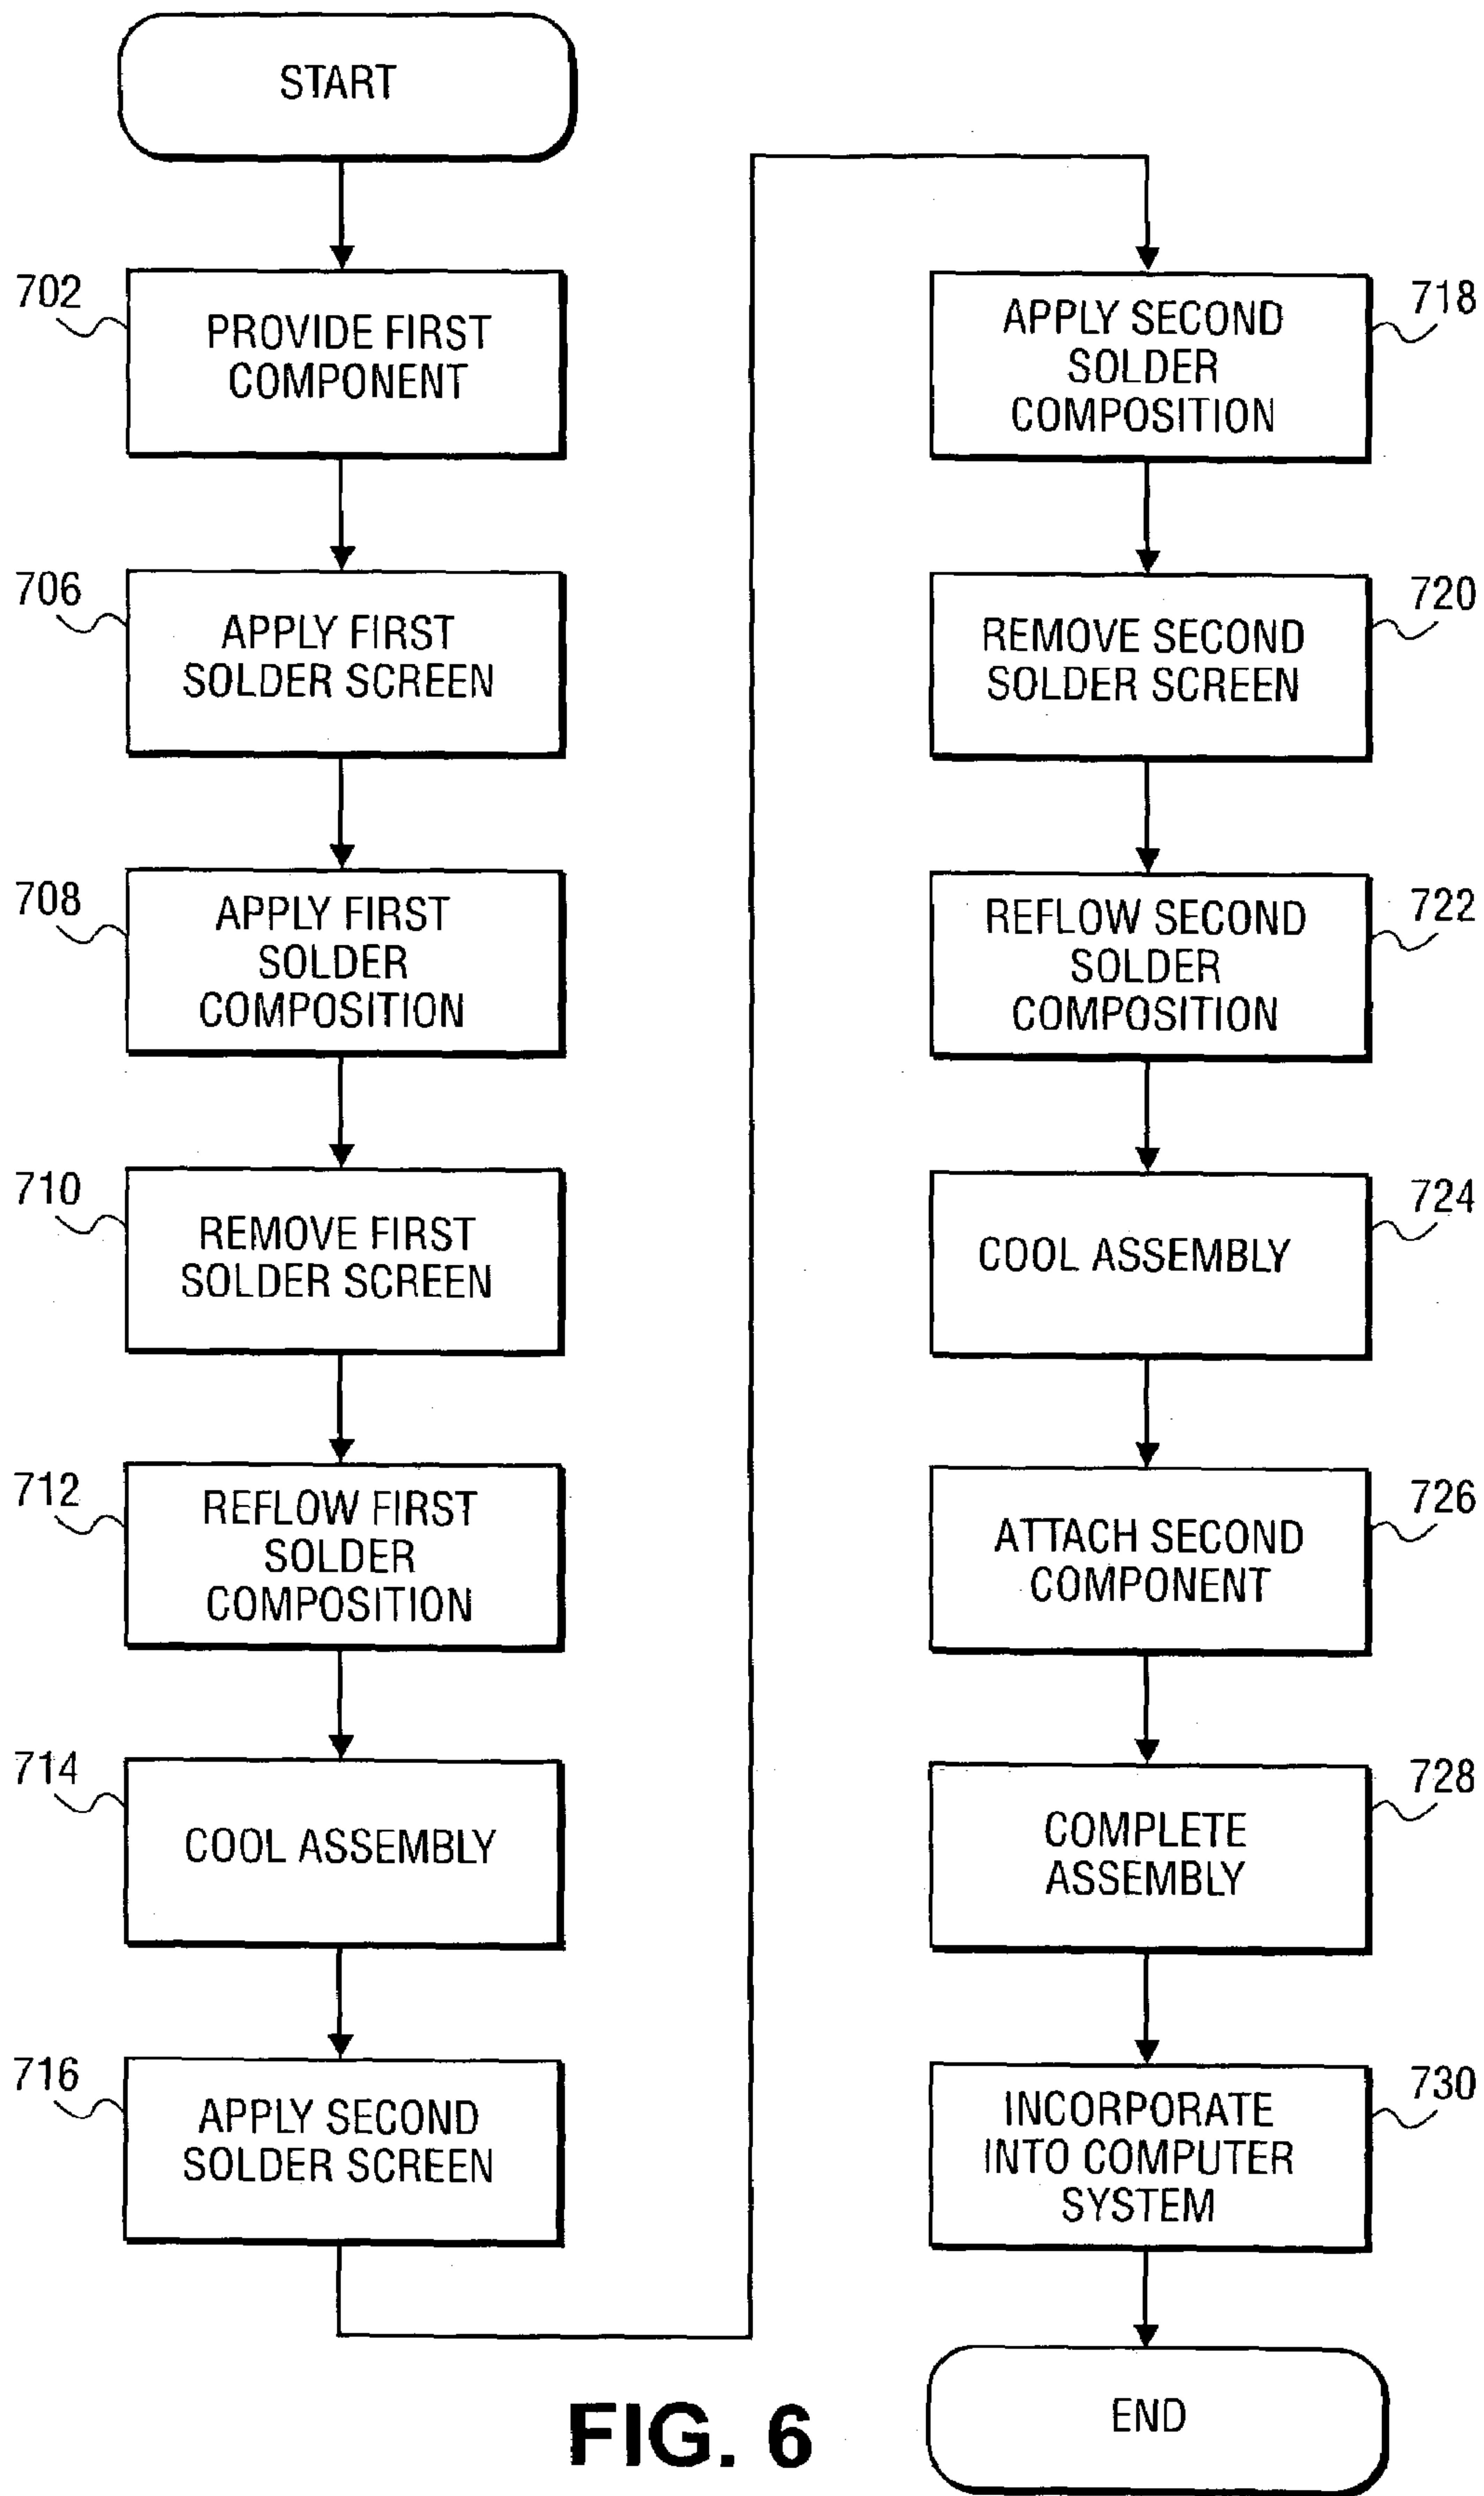 START
702
PROVIDE FIRST
COMPONENT
706
APPLY FIRST
SOLDER SCREEN
708
APPLY FIRST
SOLDER
COMPOSITION
710
REMOVE FIRST
SOLDER SCREEN
712
REFLOW FIRST
SOLDER
COMPOSITION
714
COOL ASSEMBLY
716
APPLY SECOND
SOLDER SCREEN
718
APPLY SECOND
SOLDER
COMPOSITION
720
REMOVE SECOND
SOLDER SCREEN
722
REFLOW SECOND
SOLDER
COMPOSITION
724
COOL ASSEMBLY
726
ATTACH SECOND
COMPONENT
728
COMPLETE
ASSEMBLY
730
INCORPORATE
INTO COMPUTER
SYSTEM
END
FIG. 6